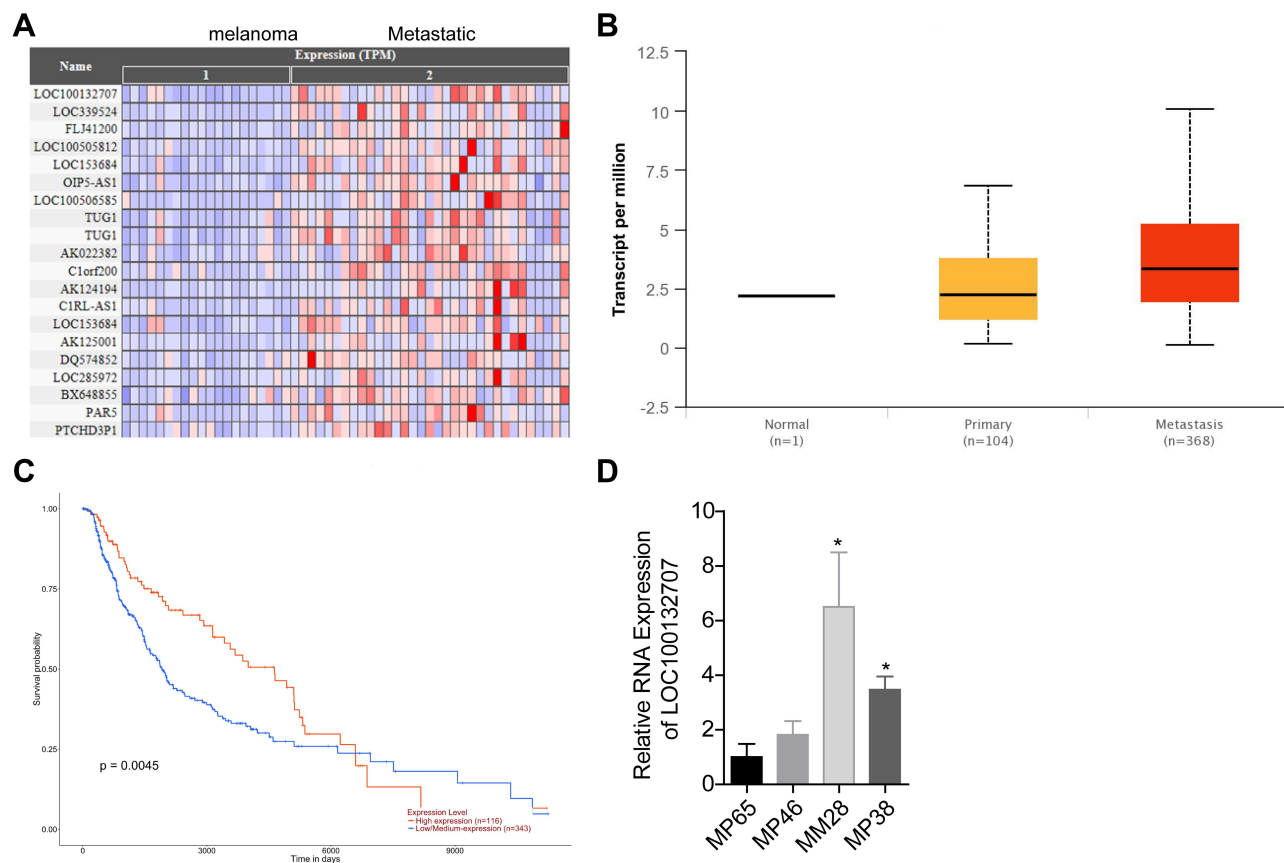 A
melanoma Metastatic
Name
Expression (TPM)
1 2
LOC100132707
LOC339524
FLJ41200
LOC100505812
LOC153684
OIP5-AS1
LOC100506585
TUG1
TUG1
AK022382
C1orf200
AK124194
C1RL-AS1
LOC153684
AK125001
DQ574852
LOC285972
BX648855
PAR5
PTCHD3P1
B
Transcript per million
12.5
10
7.5
5
2.5
0
-2.5
Normal
(n=1)
Primary
(n=104)
Metastasis
(n=368)
C
Survival probability
1.00
0.75
0.50
0.25
0.00
p = 0.0045
Expression Level
High expression (n=116)
Low/Medium-expression (n=343)
0 3000 6000 9000
Time in days
D
Relative RNA Expression
of LOC100132707
10
8
6
4
2
0
* *
MP65 MP46 MM28 MP38